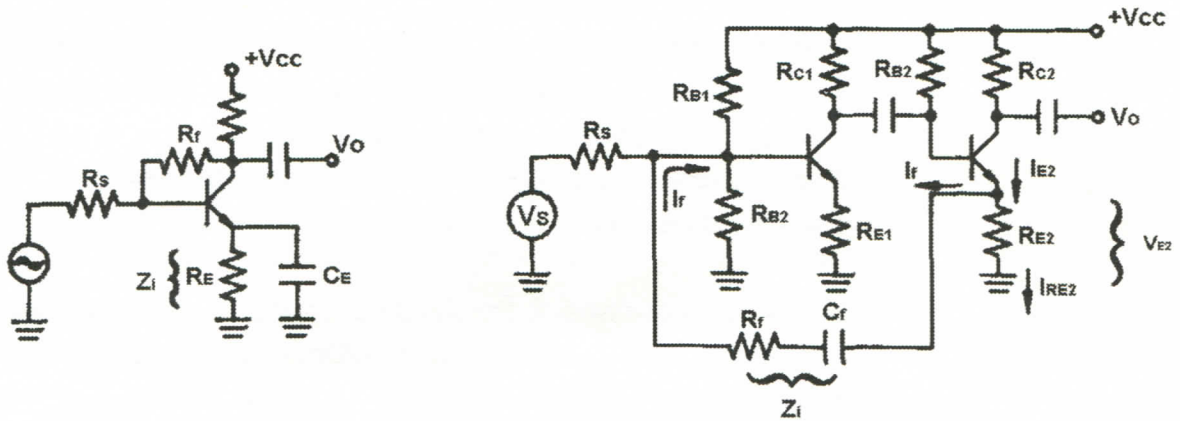 +Vcc
Rf
Vo
Rs
Zi
RE
CE
+Vcc
RC1
RB2
RC2
RB1
Vo
Rs
If
IE2
If
Vs
RB2
RE1
RE2
VE2
IRE2
Rf
Cf
Zi